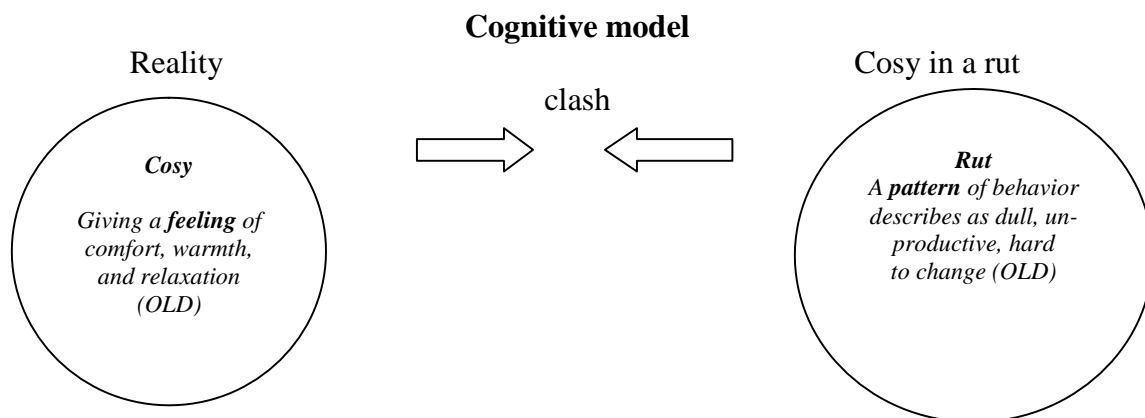 Cognitive model
Reality
Cosy in a rut
clash
Cosy
Giving a feeling of
comfort, warmth,
and relaxation
(OLD)
Rut
A pattern of behavior
describes as dull, un-
productive, hard
to change (OLD)